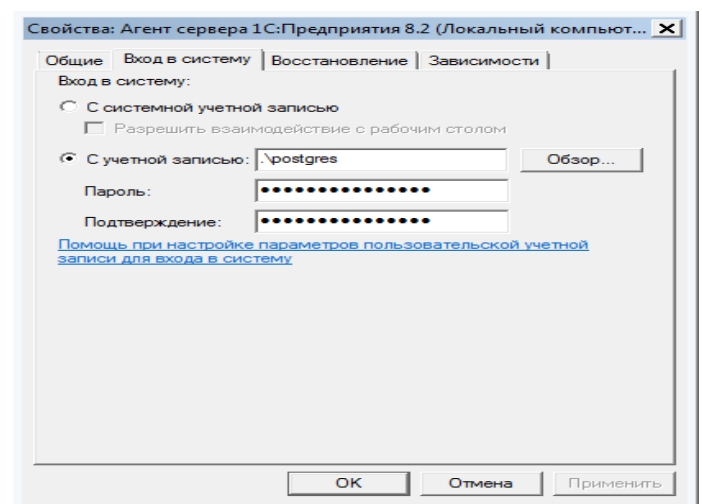 Свойства: Агент сервера 1С:Предприятия 8.2 (Локальный компьют...
Общие Вход в систему Восстановление Зависимости
Вход в систему:
С системной учетной записью
Разрешить взаимодействие с рабочим столом
С учетной записью: .\postgres Обзор...
Пароль: •••••••••••••••
Подтверждение: •••••••••••••••
Помощь при настройке параметров пользовательской учетной
записи для входа в систему
OK Отмена Применить